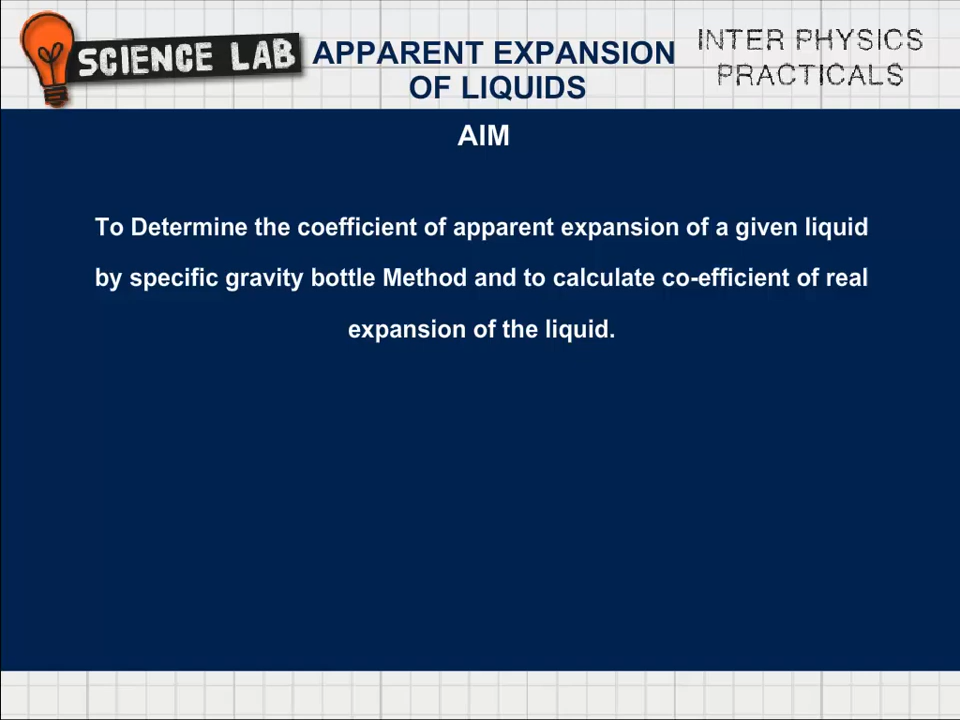 SCIENCE LAB
APPARENT EXPANSION
OF LIQUIDS
INTER PHYSICS
PRACTICALS
AIM
To Determine the coefficient of apparent expansion of a given liquid
by specific gravity bottle Method and to calculate co-efficient of real
expansion of the liquid.